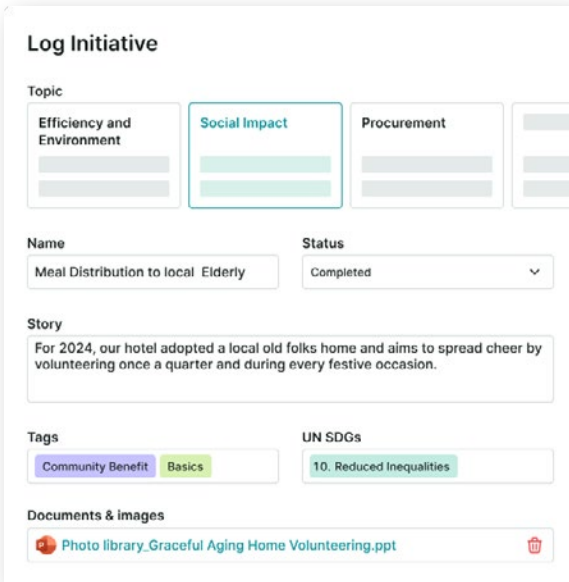 Log Initiative
Topic
Efficiency and
Environment
Social Impact
Procurement
Name
Status
Meal Distribution to local Elderly
Completed
Story
For 2024, our hotel adopted a local old folks home and aims to spread cheer by
volunteering once a quarter and during every festive occasion.
Tags
UN SDGs
Community Benefit Basics
10. Reduced Inequalities
Documents & images
P
Photo library_Graceful Aging Home Volunteering.ppt